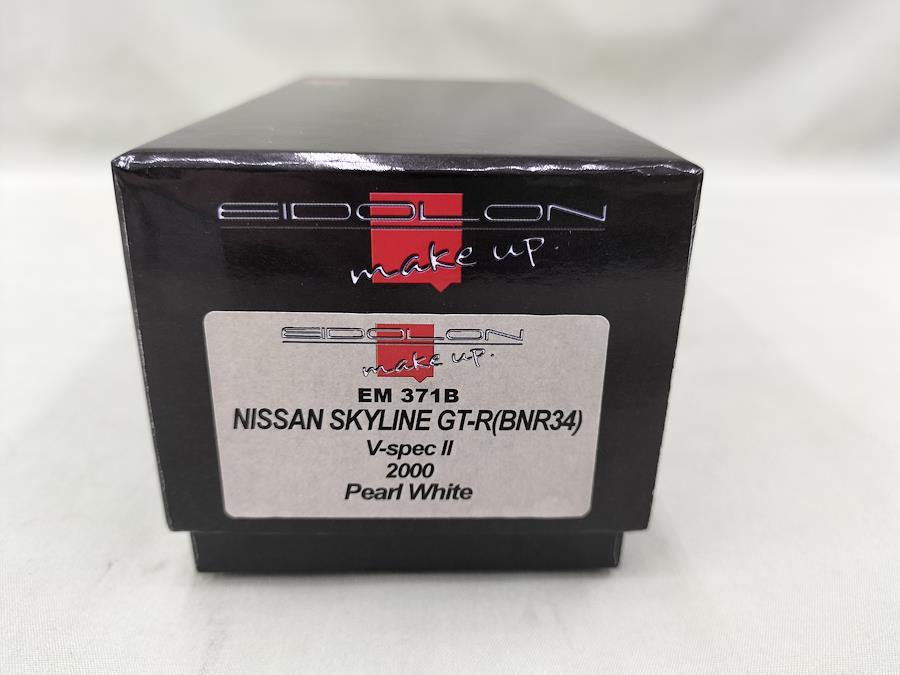 EIDOLON
make up.
EIDOLON
make up.
EM 371B
NISSAN SKYLINE GT-R(BNR34)
V-spec II
2000
Pearl White